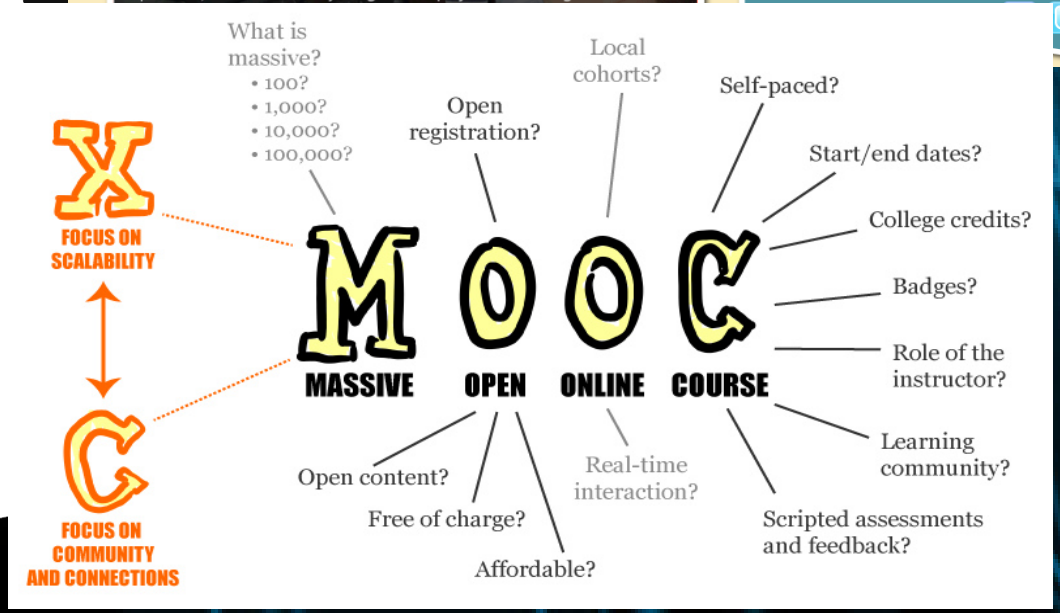 What is
massive?
• 100?
• 1,000?
• 10,000?
• 100,000?
Open
registration?
Local
cohorts?
Self-paced?
Start/end dates?
College credits?
Badges?
Role of the
instructor?
Learning
community?
Scripted assessments
and feedback?
X
FOCUS ON
SCALABILITY
C
FOCUS ON
COMMUNITY
AND CONNECTIONS
MOOC
MASSIVE OPEN ONLINE COURSE
Open content?
Free of charge?
Affordable?
Real-time
interaction?